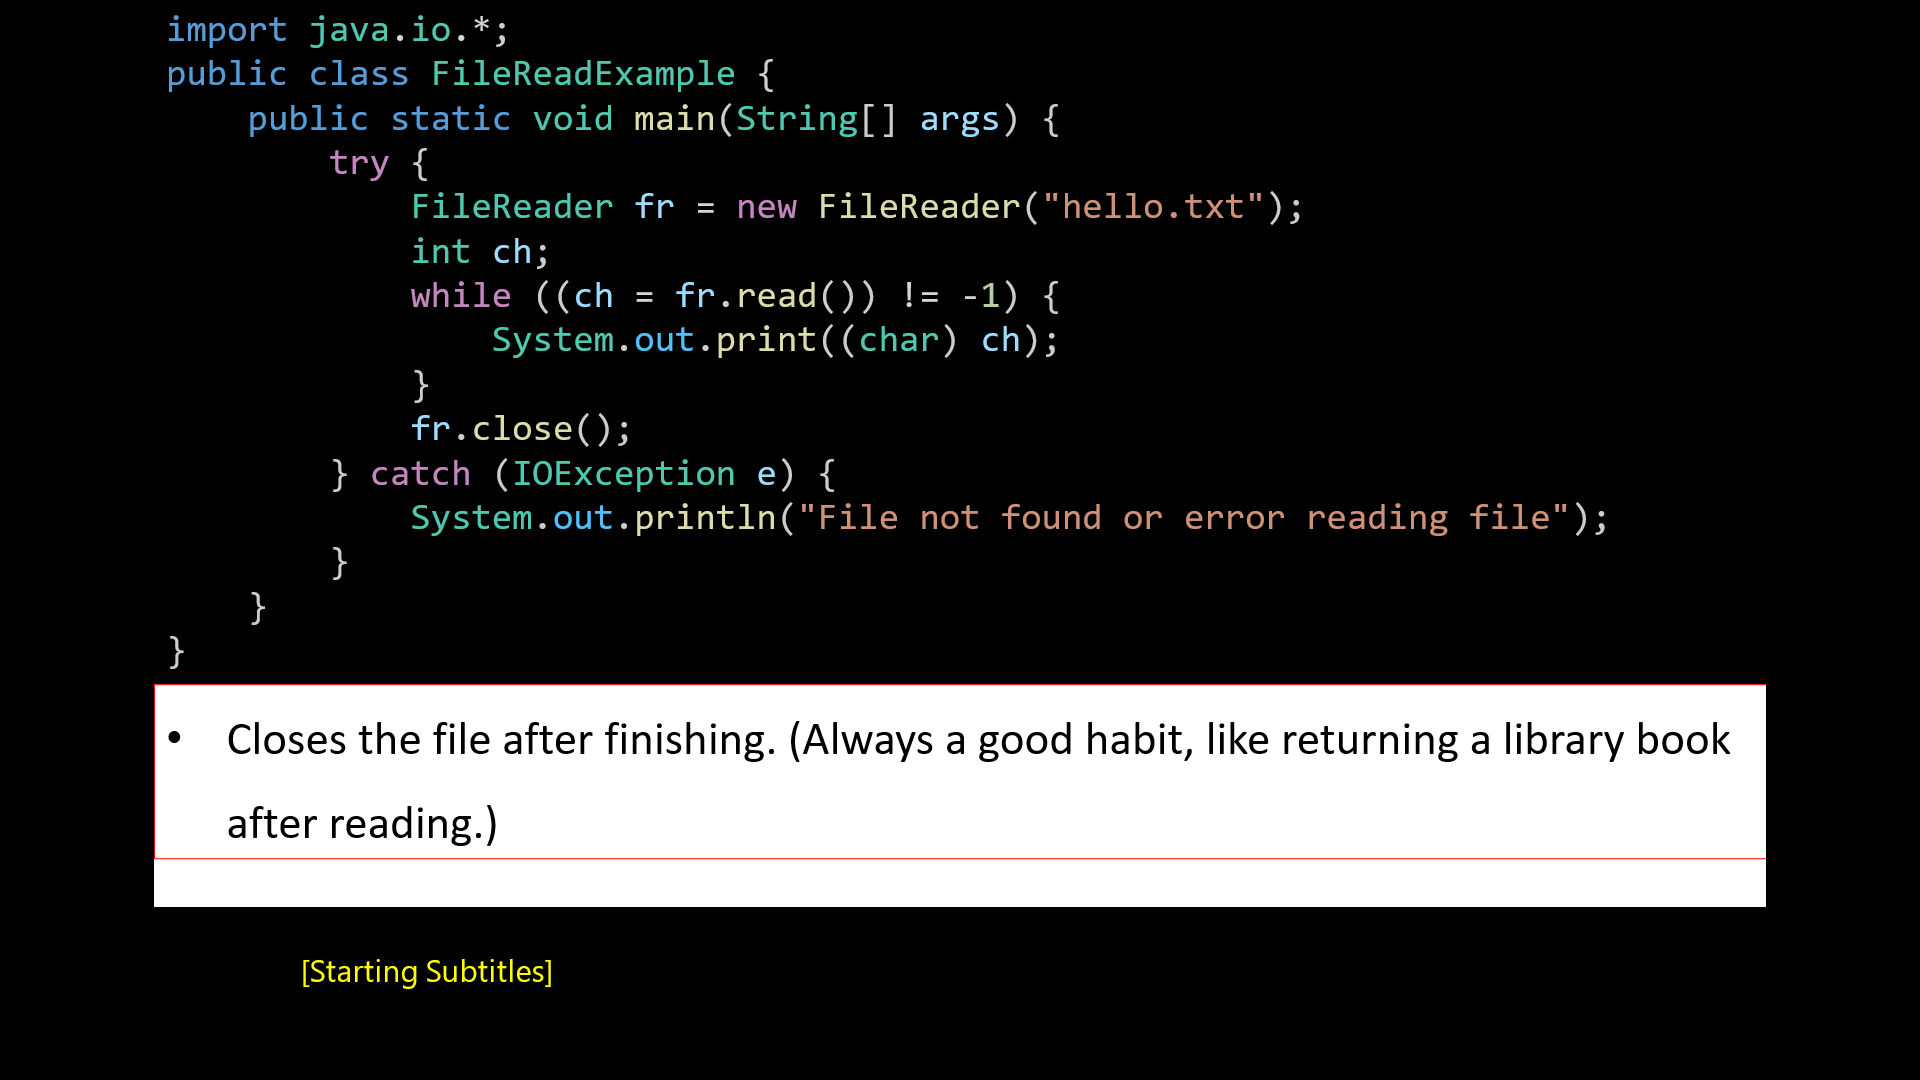 import java.io.*;
public class FileReadExample {
    public static void main(String[] args) {
        try {
            FileReader fr = new FileReader("hello.txt");
            int ch;
            while ((ch = fr.read()) != -1) {
                System.out.print((char) ch);
            }
            fr.close();
        } catch (IOException e) {
            System.out.println("File not found or error reading file");
        }
    }
}
• Closes the file after finishing. (Always a good habit, like returning a library book
after reading.)
[Starting Subtitles]